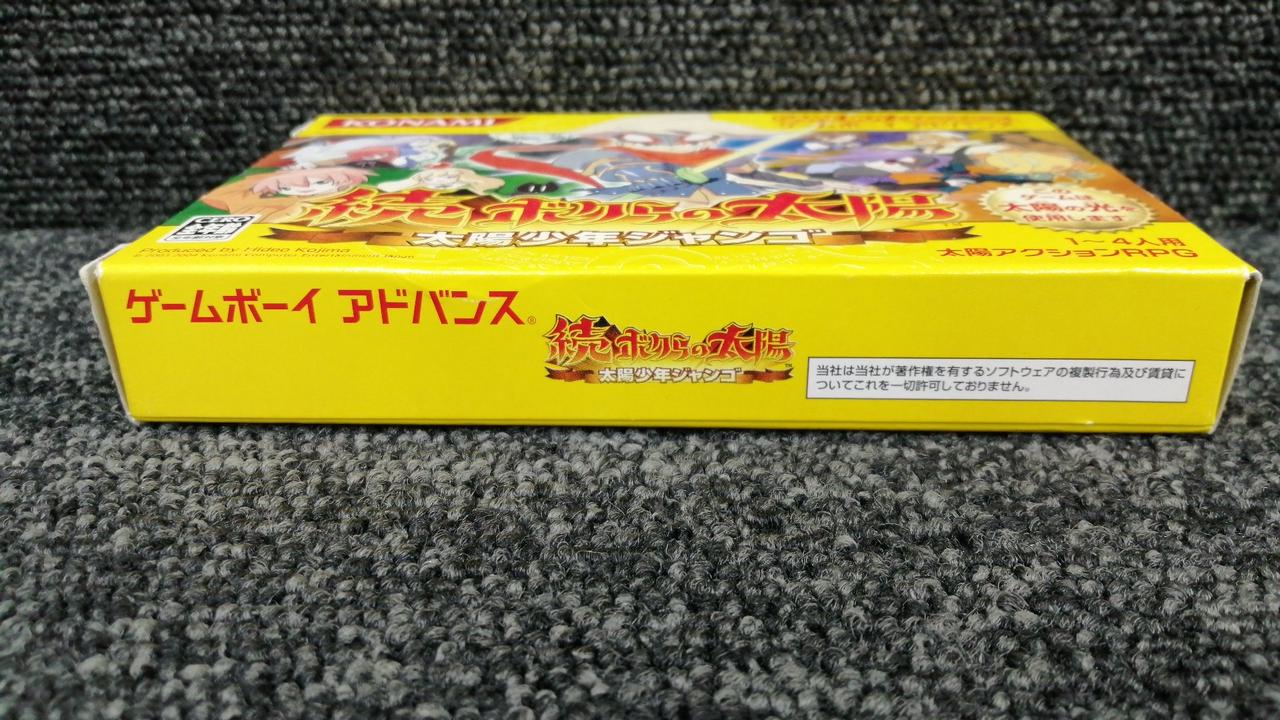 KONAMI
CERO
Produced by Hideo Kojima
続ボクらの太陽
太陽少年ジャンゴ
ゲームは
太陽の光を
使用します
1~4人用
太陽アクションRPG
ゲームボーイ アドバンス®
続ボクらの太陽
太陽少年ジャンゴ
当社は当社が著作権を有するソフトウェアの複製行為及び賃貸に
ついてこれを一切許可しておりません。